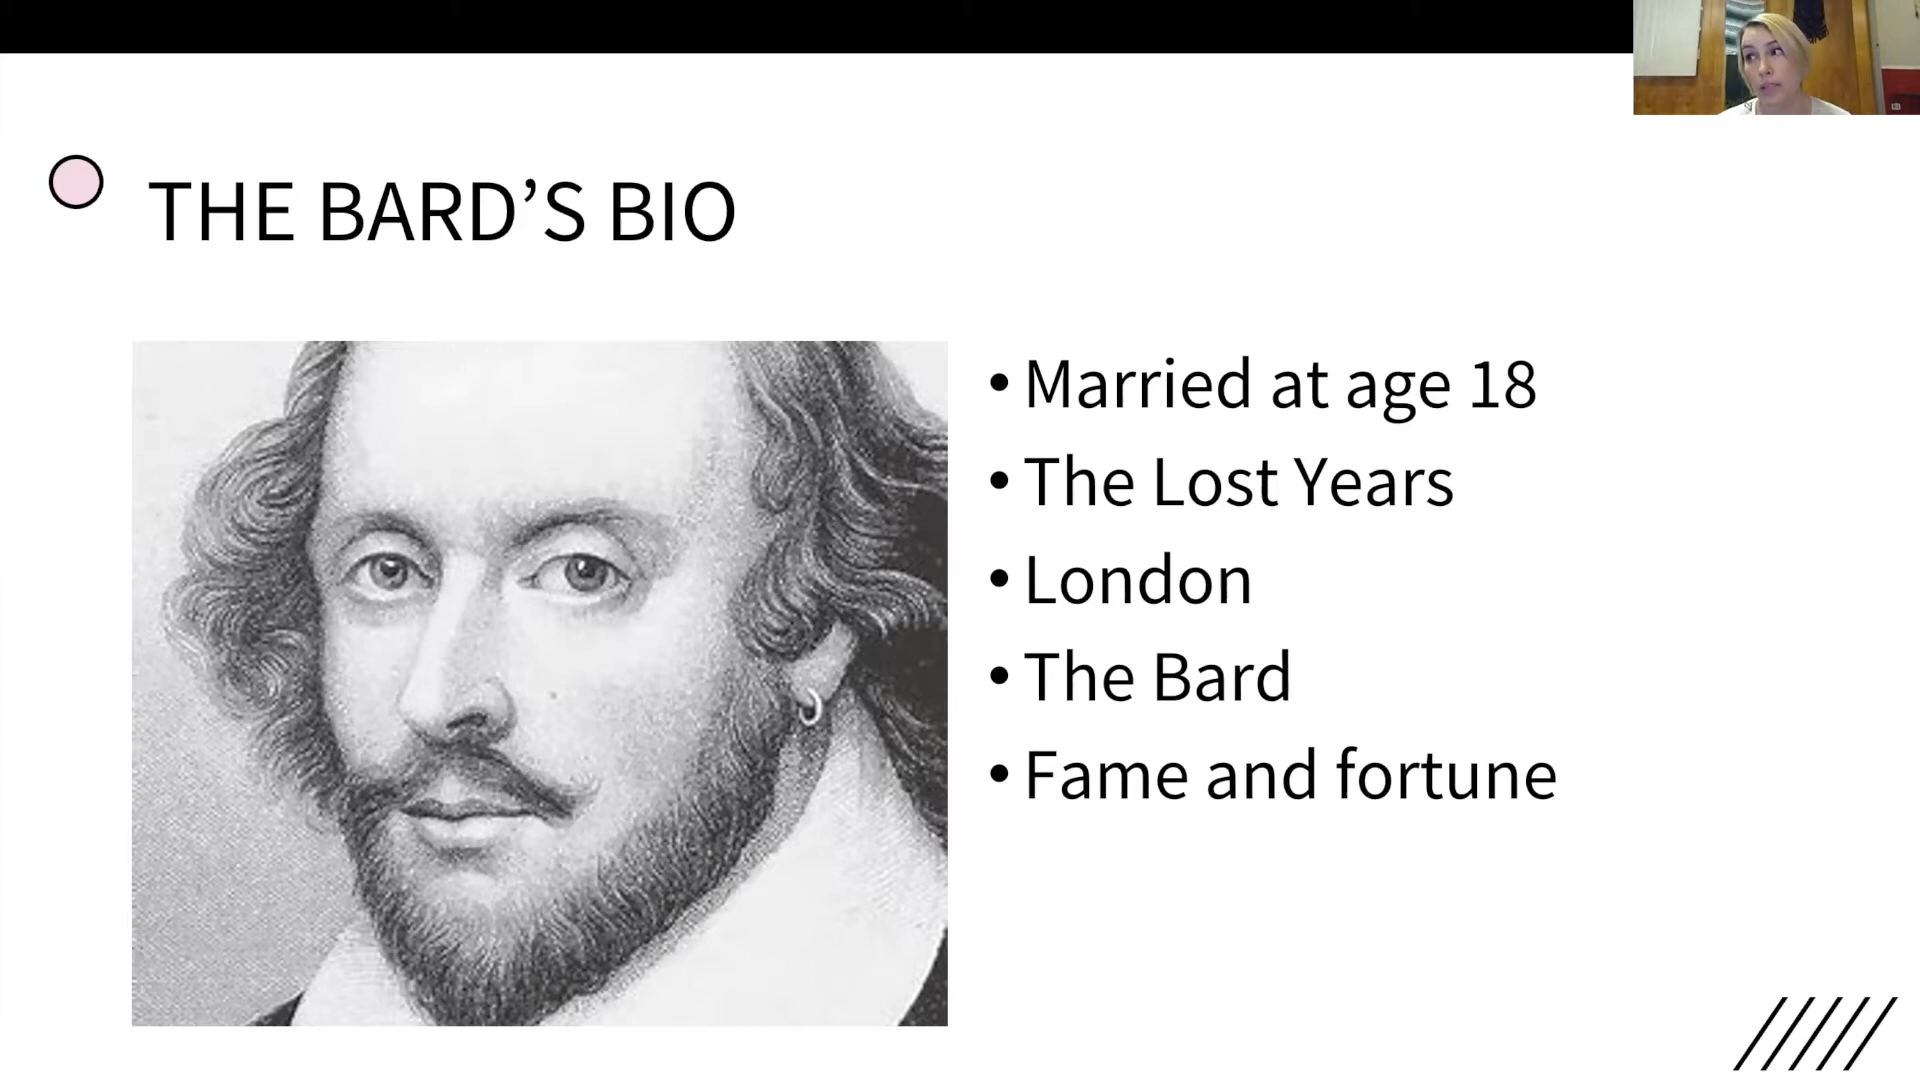 THE BARD’S BIO
• Married at age 18
• The Lost Years
• London
• The Bard
• Fame and fortune